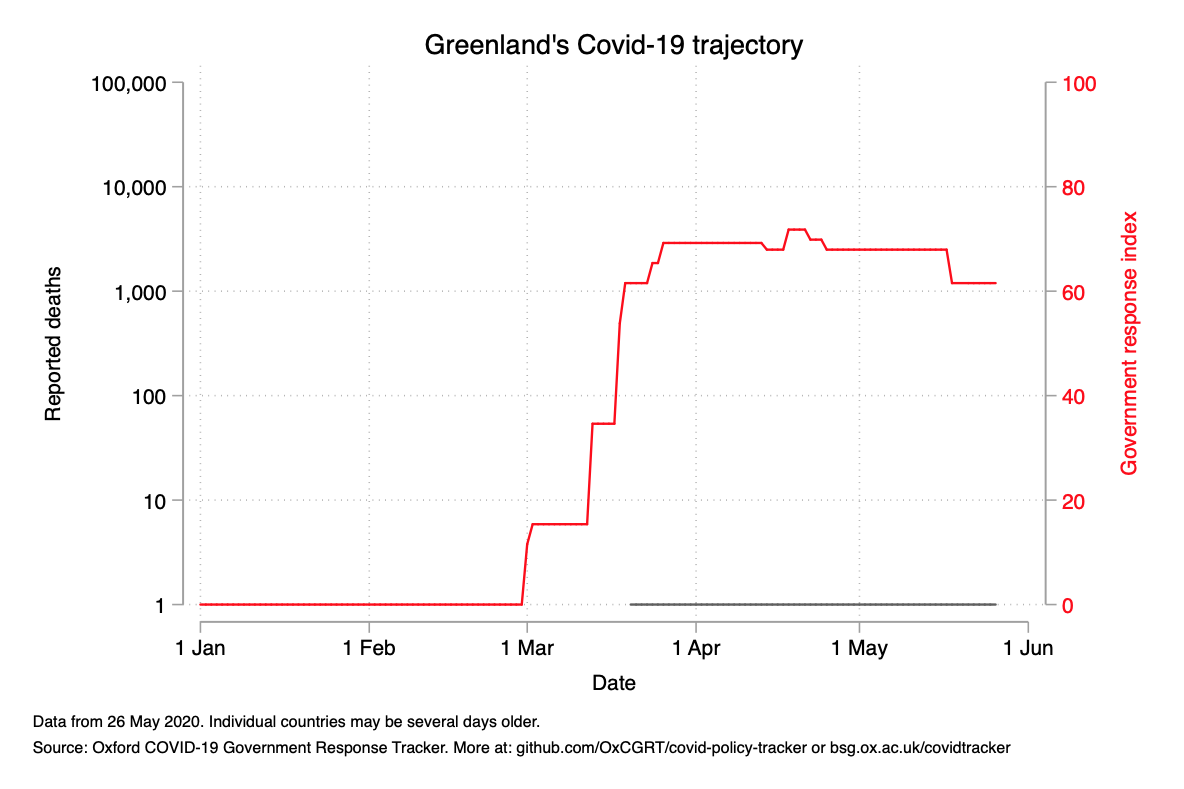 Greenland's Covid-19 trajectory
100,000
10,000
1,000
100
10
1
Reported deaths
100
80
60
40
20
0
Government response index
1 Jan
1 Feb
1 Mar
1 Apr
1 May
1 Jun
Date
Data from 26 May 2020. Individual countries may be several days older.
Source: Oxford COVID-19 Government Response Tracker. More at: github.com/OxCGRT/covid-policy-tracker or bsg.ox.ac.uk/covidtracker